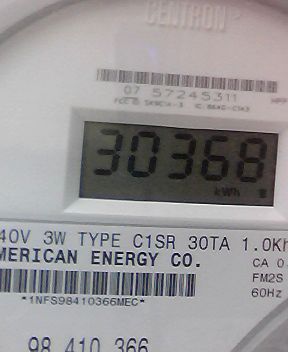 CENTRON
07 57245311
30368
kWh
40V 3W TYPE C1SR 30TA 1.0Kh
MERICAN ENERGY CO.
CA 0.
FM2S
*1NFS98410366MEC*
60Hz
98 410 366